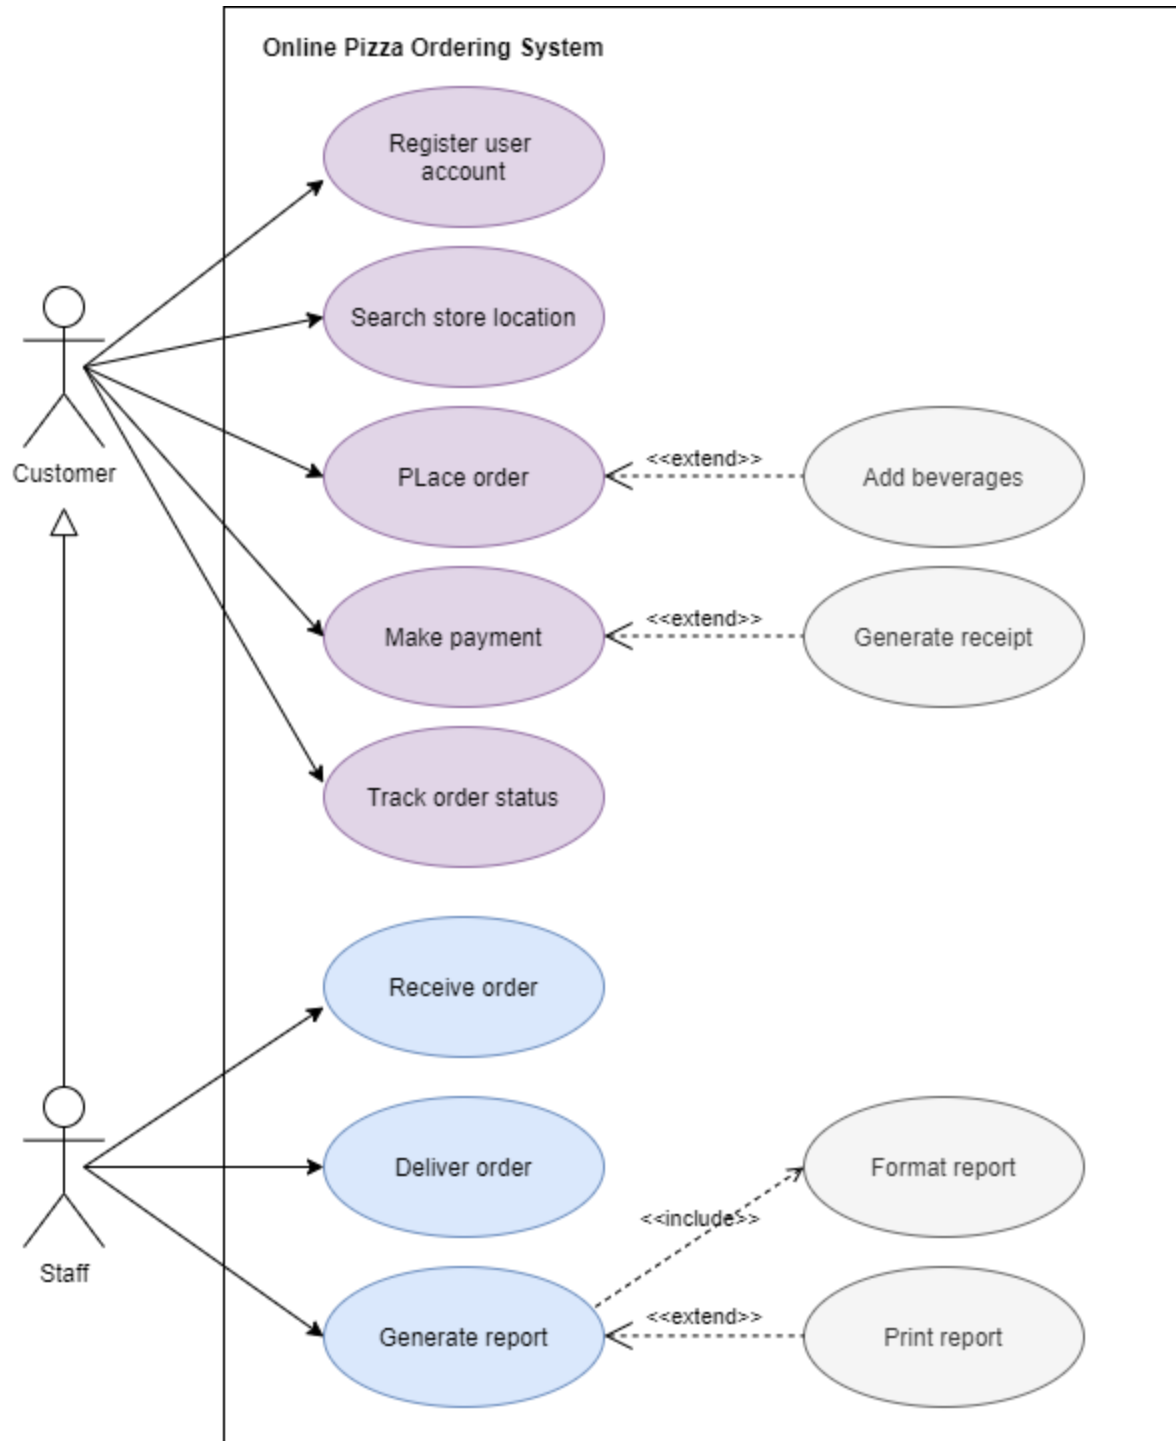 Online Pizza Ordering System
Register user
account
Search store location
Customer
PLace order
<<extend>>
Add beverages
Make payment
<<extend>>
Generate receipt
Track order status
Receive order
Deliver order
Format report
<<include>>
Staff
Generate report
<<extend>>
Print report